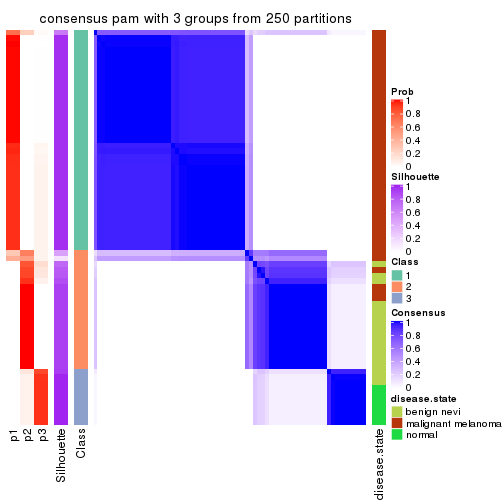 consensus pam with 3 groups from 250 partitions
Prob
1
0.8
0.6
0.4
0.2
0
Silhouette
1
0.8
0.6
0.4
0.2
0
Class
1
2
3
Consensus
1
0.8
0.6
0.4
0.2
0
disease.state
benign nevi
malignant melanoma
normal
p1
p2
p3
Silhouette
Class
disease.state